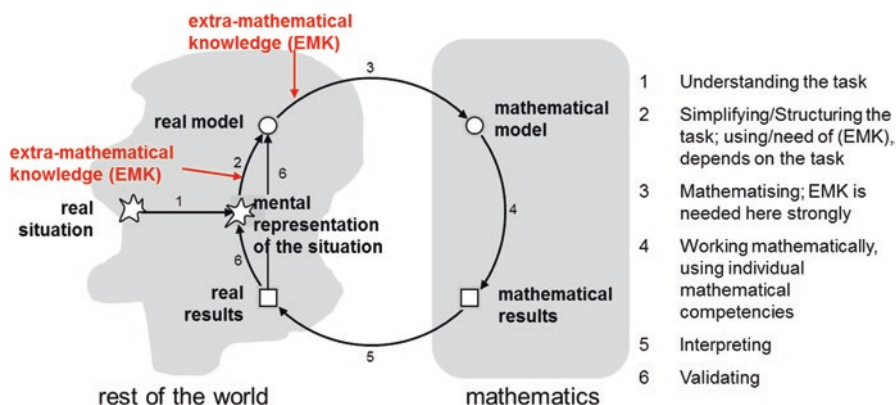 extra-mathematical
knowledge (EMK)
3
real model
mathematical
model
extra-mathematical
knowledge (EMK)
2
6
1
real
situation
mental
representation
of the situation
4
6
real
results
mathematical
results
5
rest of the world
mathematics
1 Understanding the task
2 Simplifying/Structuring the
task; using/need of (EMK),
depends on the task
3 Mathematising; EMK is
needed here strongly
4 Working mathematically,
using individual
mathematical
competencies
5 Interpreting
6 Validating